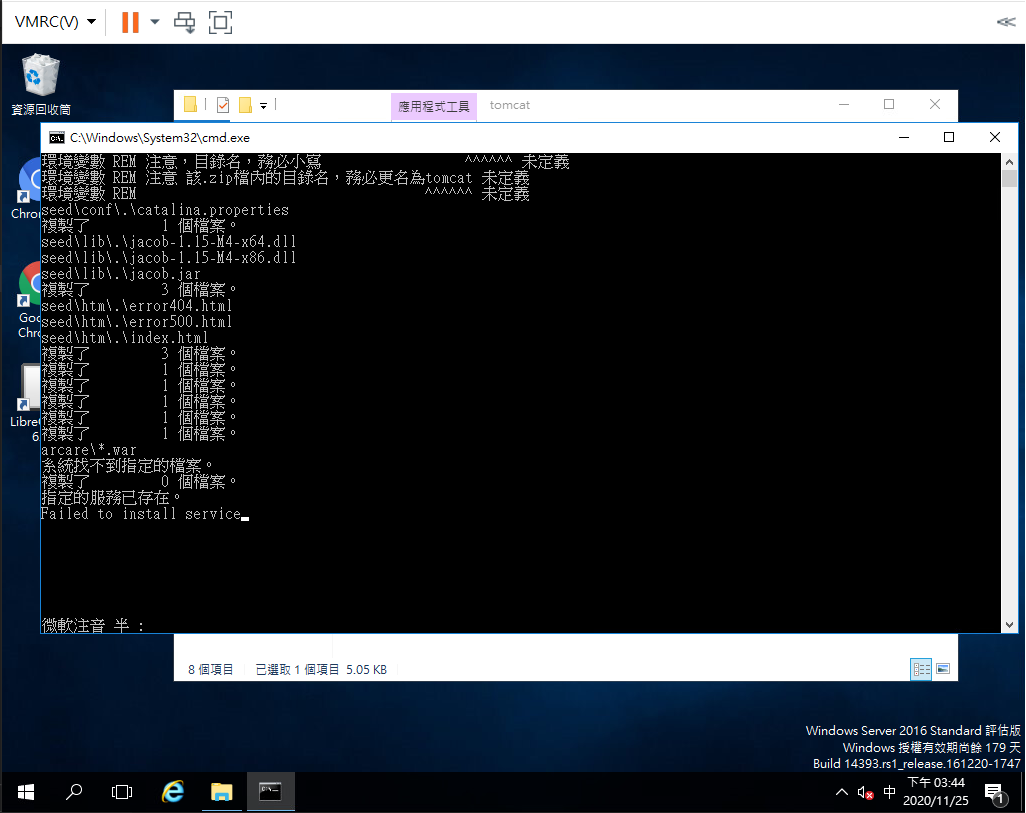 VMRC(V)
資源回收筒
應用程式工具 tomcat
C:\Windows\System32\cmd.exe
環境變數 REM 注意，目錄名，務必小寫 ^^^^^^ 未定義
環境變數 REM 注意 該.zip檔內的目錄名，務必更名為tomcat 未定義
環境變數 REM ^^^^^^ 未定義
seed\conf\.\catalina.properties
複製了 1 個檔案。
seed\lib\.\jacob-1.15-M4-x64.dll
seed\lib\.\jacob-1.15-M4-x86.dll
seed\lib\.\jacob.jar
複製了 3 個檔案。
seed\htm\.\error404.html
seed\htm\.\error500.html
seed\htm\.\index.html
複製了 3 個檔案。
複製了 1 個檔案。
複製了 1 個檔案。
複製了 1 個檔案。
複製了 1 個檔案。
複製了 1 個檔案。
arcare\*.war
系統找不到指定的檔案。
複製了 0 個檔案。
指定的服務已存在。
Failed to install service
微軟注音 半 :
Chro
Goo
Chr
Libre
6
8 個項目 已選取 1 個項目 5.05 KB
Windows Server 2016 Standard 評估版
Windows 授權有效期尚餘 179 天
Build 14393.rs1_release.161220-1747
中
下午 03:44
2020/11/25
1